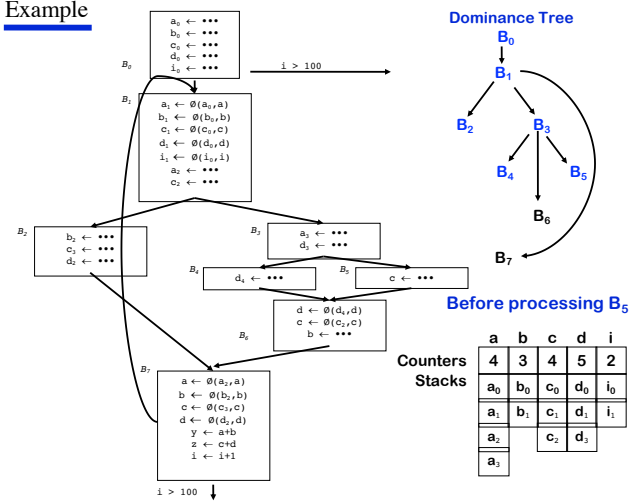 Example
B₀
a₀ ← •••
b₀ ← •••
c₀ ← •••
d₀ ← •••
i₀ ← •••
i > 100
B₁
a₁ ← Ø(a₀,a)
b₁ ← Ø(b₀,b)
c₁ ← Ø(c₀,c)
d₁ ← Ø(d₀,d)
i₁ ← Ø(i₀,i)
a₂ ← •••
c₂ ← •••
B₂
b₂ ← •••
c₃ ← •••
d₂ ← •••
B₃
a₃ ← •••
d₃ ← •••
B₄
d₄ ← •••
B₅
c ← •••
B₆
d ← Ø(d₄,d)
c ← Ø(c₂,c)
b ← •••
B₇
a ← Ø(a₂,a)
b ← Ø(b₂,b)
c ← Ø(c₃,c)
d ← Ø(d₂,d)
y ← a+b
z ← c+d
i ← i+1
i > 100
Dominance Tree
B₀
B₁
B₂ B₃
B₄ B₅
B₆
B₇
Before processing B₅
a b c d i
Counters 4 3 4 5 2
Stacks
a₀ b₀ c₀ d₀ i₀
a₁ b₁ c₁ d₁ i₁
a₂ c₂ d₃
a₃